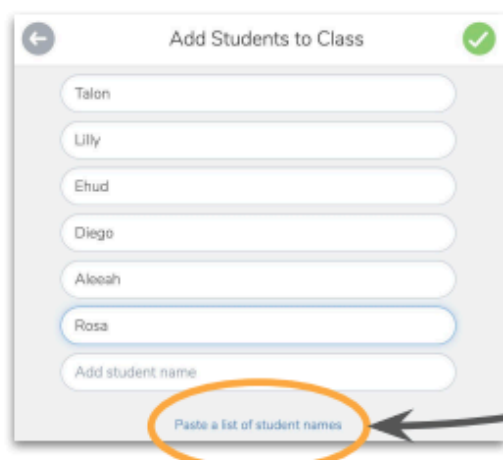 Add Students to Class
Talon
Lilly
Ehud
Diego
Aleeah
Rosa
Add student name
Paste a list of student names